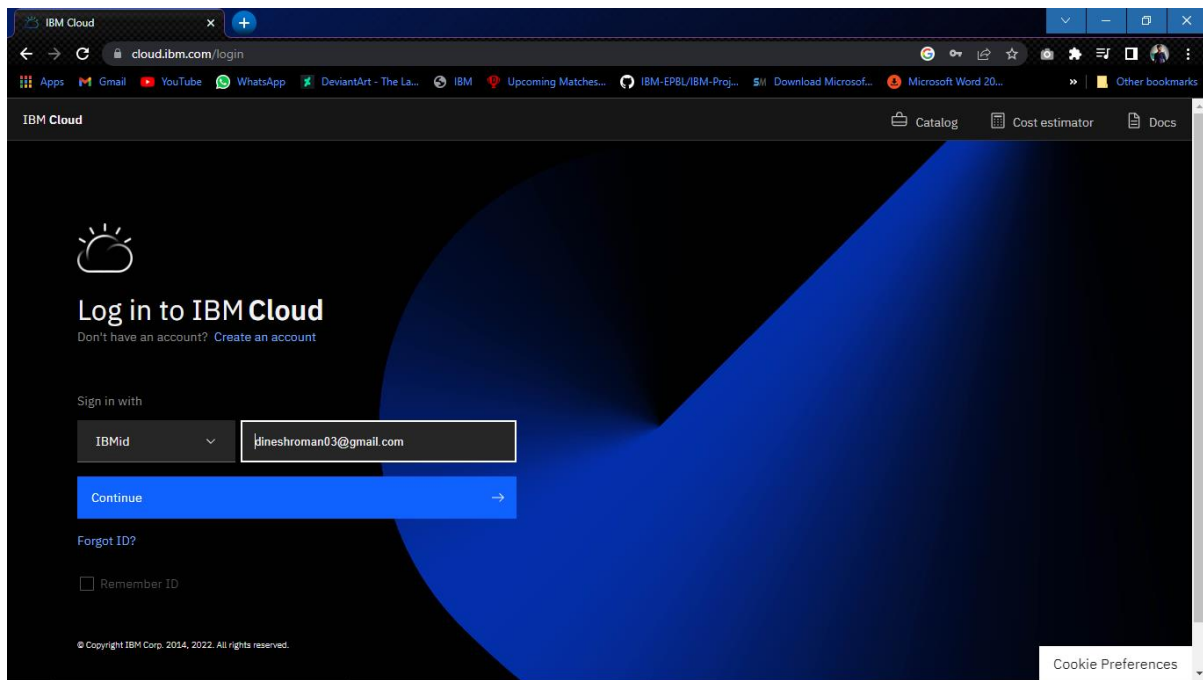 IBM Cloud
cloud.ibm.com/login
Apps Gmail YouTube WhatsApp DeviantArt - The La... IBM Upcoming Matches... IBM-EPBL/IBM-Proj... Download Microsof... Microsoft Word 20... » Other bookmarks
IBM Cloud Catalog Cost estimator Docs
Log in to IBM Cloud
Don't have an account? Create an account
Sign in with
IBMid dineshroman03@gmail.com
Continue
Forgot ID?
Remember ID
© Copyright IBM Corp. 2014, 2022. All rights reserved.
Cookie Preferences